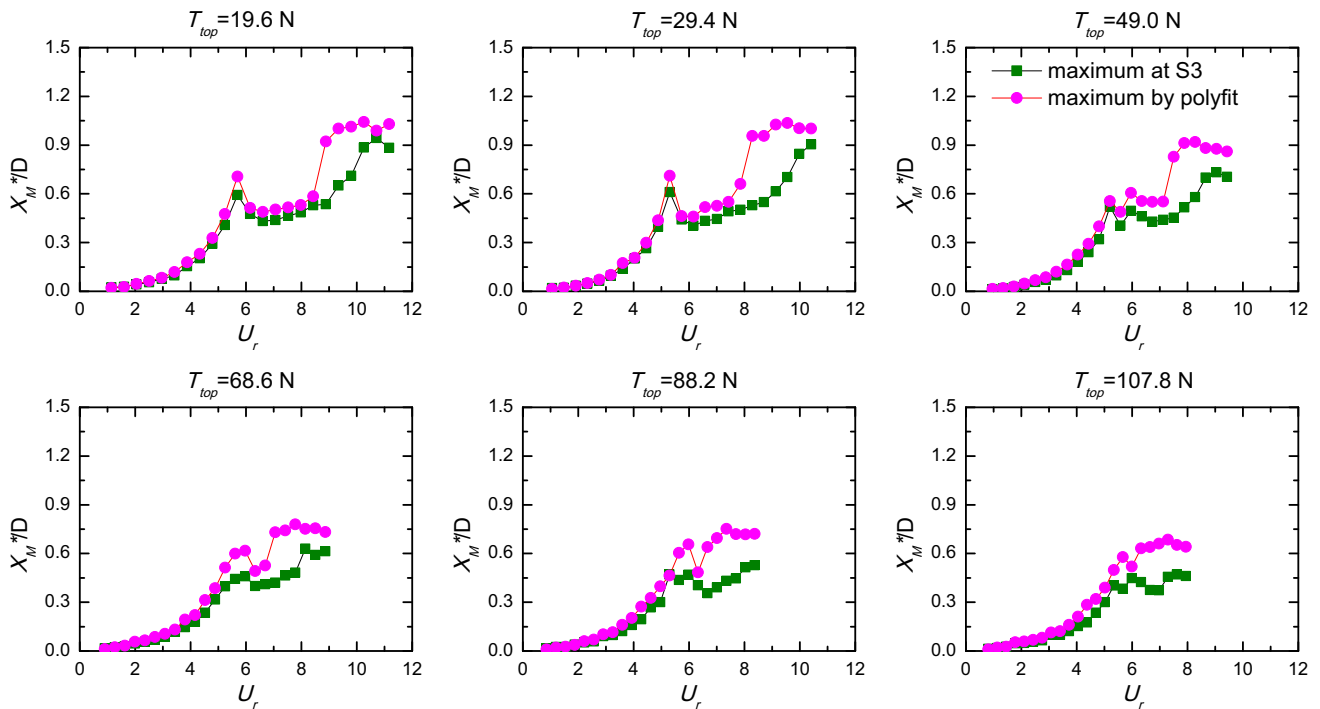 T_top=19.6 N
T_top=29.4 N
T_top=49.0 N
1.5
1.2
0.9
0.6
0.3
0.0
X_M*/D
0 2 4 6 8 10 12
U_r
1.5
1.2
0.9
0.6
0.3
0.0
X_M*/D
0 2 4 6 8 10 12
U_r
1.5
1.2
0.9
0.6
0.3
0.0
X_M*/D
maximum at S3
maximum by polyfit
0 2 4 6 8 10 12
U_r
T_top=68.6 N
T_top=88.2 N
T_top=107.8 N
1.5
1.2
0.9
0.6
0.3
0.0
X_M*/D
0 2 4 6 8 10 12
U_r
1.5
1.2
0.9
0.6
0.3
0.0
X_M*/D
0 2 4 6 8 10 12
U_r
1.5
1.2
0.9
0.6
0.3
0.0
X_M*/D
0 2 4 6 8 10 12
U_r